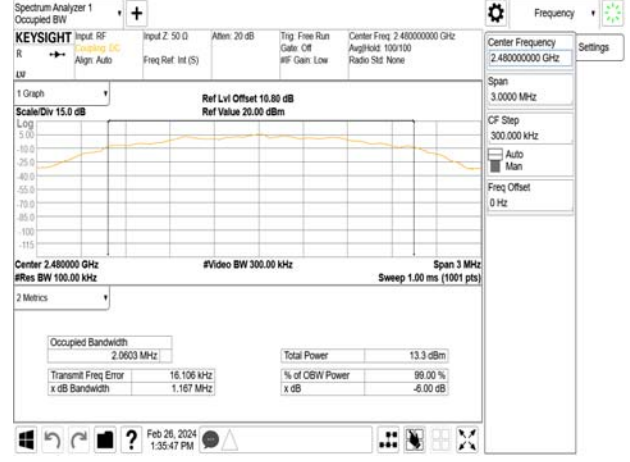 Spectrum Analyzer 1
Occupied BW
Frequency
KEYSIGHT Input: RF Input Z: 50 Ω Atten: 20 dB Trig: Free Run Center Freq: 2.480000000 GHz
R Coupling: DC Gate: Off Avg|Hold: 100/100
Align: Auto Freq Ref: Int (S) #IF Gain: Low Radio Std: None
Center Frequency
2.480000000 GHz
Settings
Span
3.0000 MHz
CF Step
300.000 kHz
Auto
Man
Freq Offset
0 Hz
1 Graph
Ref Lvl Offset 10.80 dB
Scale/Div 15.0 dB Ref Value 20.00 dBm
Log
5.00
-10.0
-25.0
-40.0
-55.0
-70.0
-85.0
-100
-115
Center 2.480000 GHz #Video BW 300.00 kHz Span 3 MHz
#Res BW 100.00 kHz Sweep 1.00 ms (1001 pts)
2 Metrics
Occupied Bandwidth
2.0603 MHz
Total Power 13.3 dBm
Transmit Freq Error 16.106 kHz % of OBW Power 99.00 %
x dB Bandwidth 1.167 MHz x dB -6.00 dB
Feb 26, 2024
1:35:47 PM